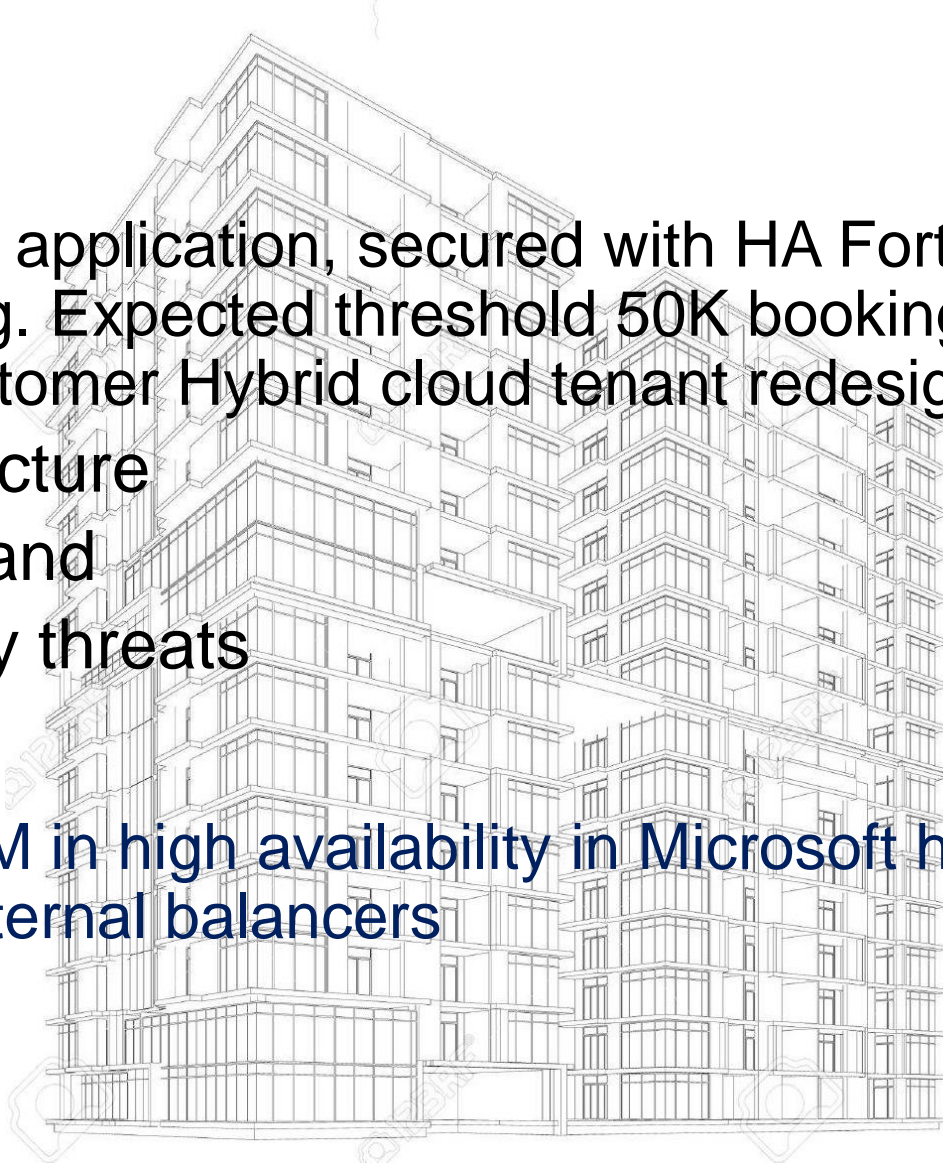 application, secured with HA Fort
g. Expected threshold 50K booking
stomer Hybrid cloud tenant redesig
cture
and
y threats
M in high availability in Microsoft h
ternal balancers